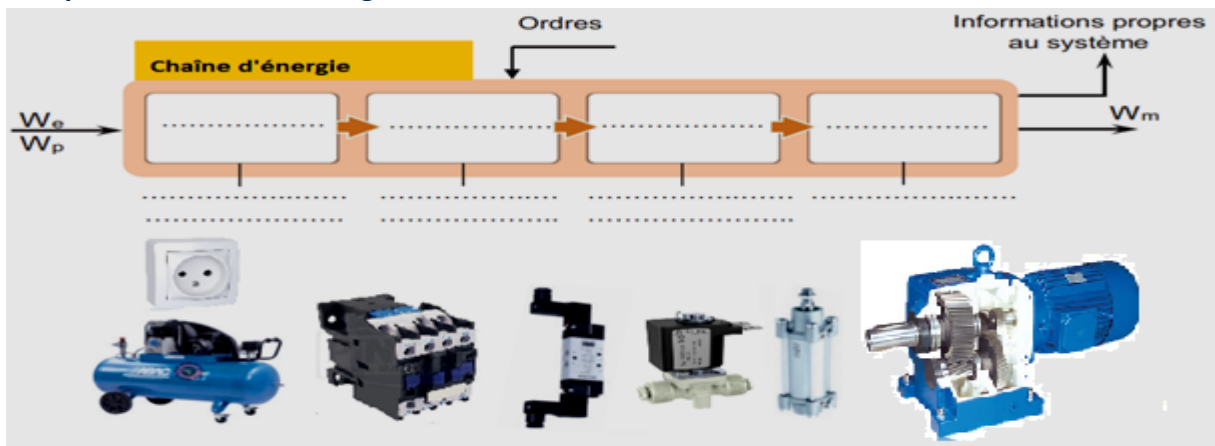 Ordres
Informations propres
au système
Chaîne d'énergie
We
Wp
Wm